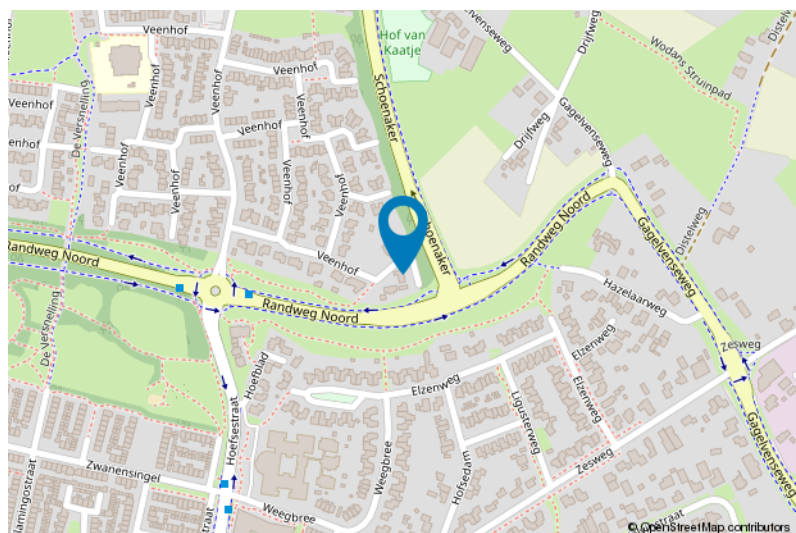 Veenhof
Veenhof
Hof van
Kaatje
Gagelvenseweg
Drijfweg
Wodans Struinpad
Distelweg
De Versnelling
Veenhof
Schoenaker
Veenhof
Veenhof
Gagelvenseweg
Drijfweg
Veenhof
Veenhof
Veenhof
Schoenaker
Randweg Noord
Distelweg
Gagelvenseweg
Randweg Noord
Veenhof
Hazelaarweg
Randweg Noord
De Versnelling
Zesweg
Elzenweg
Hoefblad
Elzenweg
Elzenweg
Ligusterweg
Hoefsestraat
Weegbree
Hofsedam
Zesweg
Gagelvenseweg
Zwanensingel
Weegbree
© OpenStreetMap contributors